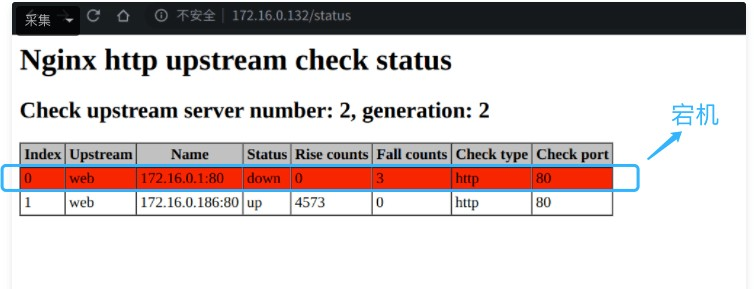 采集
不安全 172.16.0.132/status
Nginx http upstream check status
Check upstream server number: 2, generation: 2
宕机
Index Upstream Name Status Rise counts Fall counts Check type Check port
0 web 172.16.0.1:80 down 0 3 http 80
1 web 172.16.0.186:80 up 4573 0 http 80